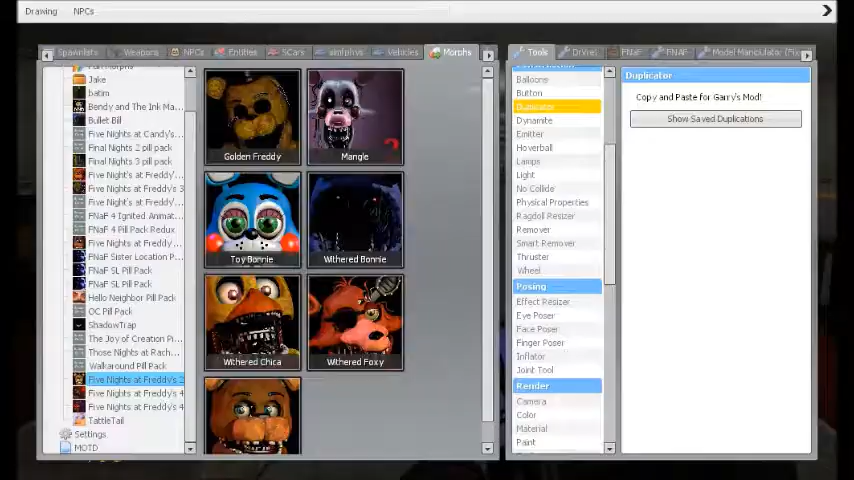 Drawing NPCs
Spawnlists Weapons NPCs Entities SCars simfphys Vehicles Morphs
Tools
FNaF FNAF Model Manipulator (Fix
Jake
batim
Bendy and The Ink Ma...
Bullet Bill
Five Nights at Candy's...
Final Nights 2 pill pack
Final Nights 3 pill pack
Five Night's at Freddy'...
Five Nights at Freddy's 3
Five Nights at Freddy's...
FNaF 4 Ignited Animat...
FNaF 4 Pill Pack Redux
Five Nights at Freddy...
FNaF Sister Location P...
FNaF SL Pill Pack
FNaF SL Pill Pack
Hello Neighbor Pill Pack
OC Pill Pack
ShadowTrap
The Joy of Creation Pi...
Those Nights at Rach...
Walkaround Pill Pack
Five Nights at Freddy's 2
Five Nights at Freddy's 4
Five Nights at Freddy's 4
TattleTail
Settings
MOTD
Golden Freddy
Mangle
Toy Bonnie
Withered Bonnie
Withered Chica
Withered Foxy
Balloons
Button
Duplicator
Dynamite
Emitter
Hoverball
Lamps
Light
No Collide
Physical Properties
Ragdoll Resizer
Remover
Smart Remover
Thruster
Wheel
Posing
Effect Resizer
Eye Poser
Face Poser
Finger Poser
Inflator
Joint Tool
Render
Camera
Color
Material
Paint
Duplicator
Copy and Paste for Garry's Mod!
Show Saved Duplications